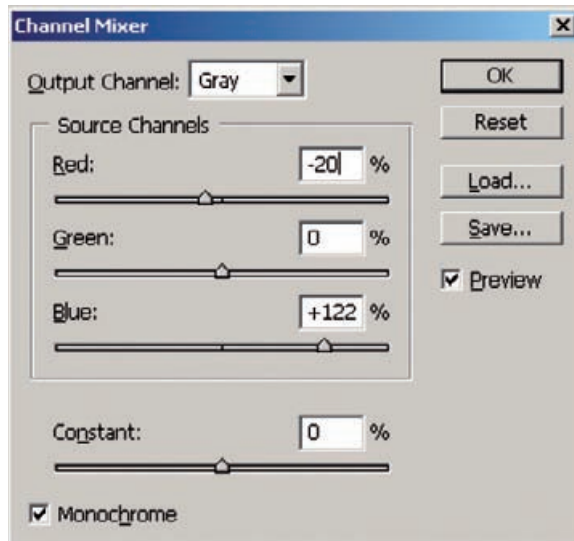 Channel Mixer
Output Channel: Gray
OK
Source Channels
Reset
Red: -20 %
Load...
Green: 0 %
Save...
Preview
Blue: +122 %
Constant: 0 %
Monochrome